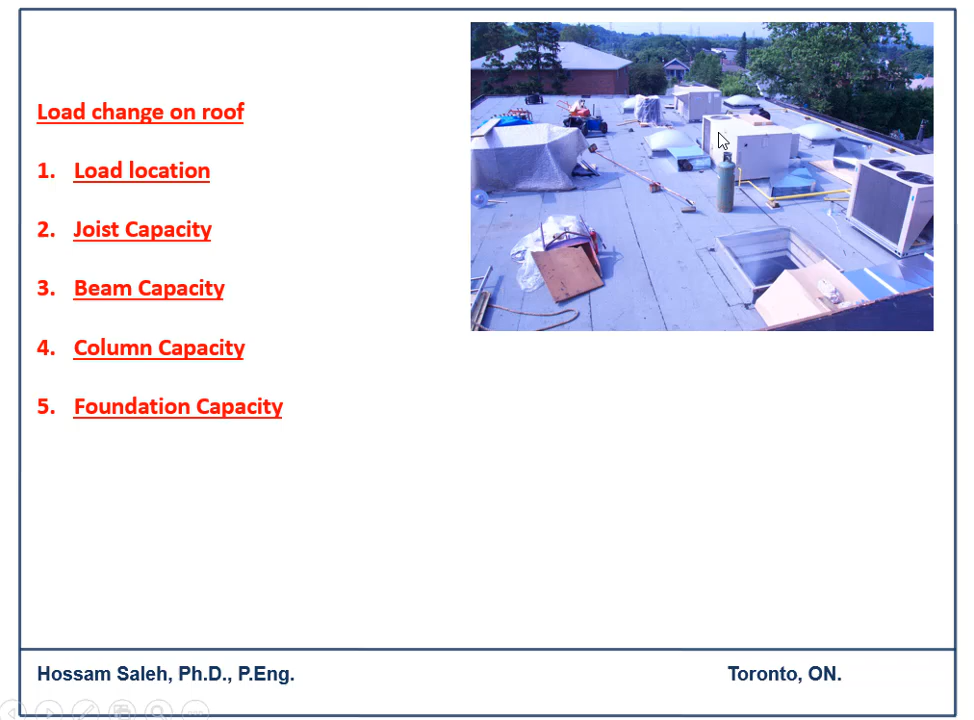 Load change on roof
1. Load location
2. Joist Capacity
3. Beam Capacity
4. Column Capacity
5. Foundation Capacity
Hossam Saleh, Ph.D., P.Eng. Toronto, ON.